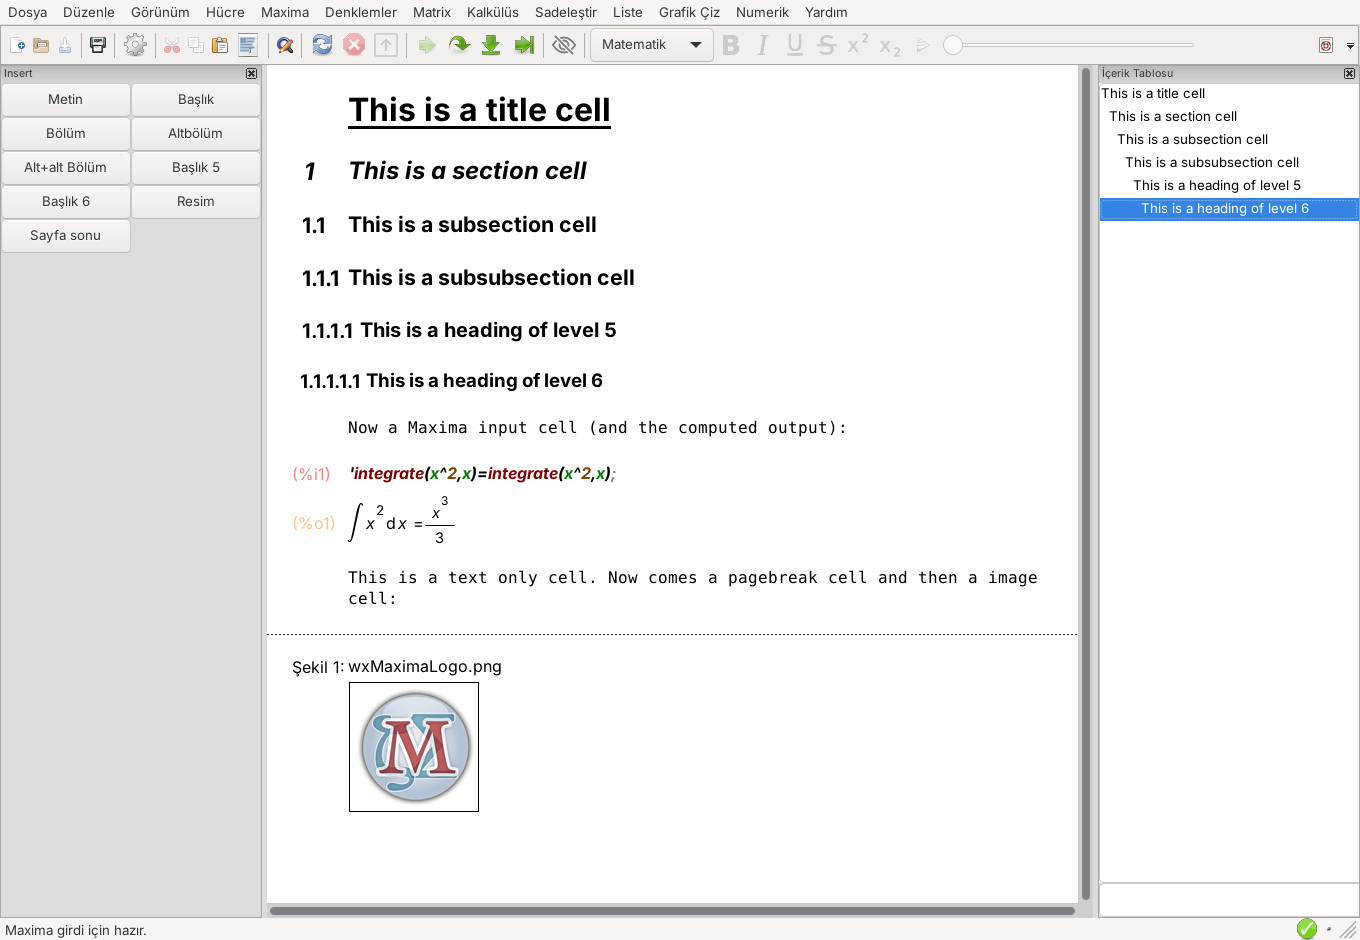 Dosya Düzenle Görünüm Hücre Maxima Denklemler Matrix Kalkülüs Sadeleştir Liste Grafik Çiz Numerik Yardım
Matematik B I U S x2 x2
Insert
Metin Başlık
Bölüm Altbölüm
Alt+alt Bölüm Başlık 5
Başlık 6 Resim
Sayfa sonu
This is a title cell
1 This is a section cell
1.1 This is a subsection cell
1.1.1 This is a subsubsection cell
1.1.1.1 This is a heading of level 5
1.1.1.1.1 This is a heading of level 6
Now a Maxima input cell (and the computed output):
(%i1) 'integrate(x^2,x)=integrate(x^2,x);
(%o1) ∫x^2 dx = x^3/3
This is a text only cell. Now comes a pagebreak cell and then a image
cell:
Şekil 1: wxMaximaLogo.png
M
İçerik Tablosu
This is a title cell
This is a section cell
This is a subsection cell
This is a subsubsection cell
This is a heading of level 5
This is a heading of level 6
Maxima girdi için hazır.